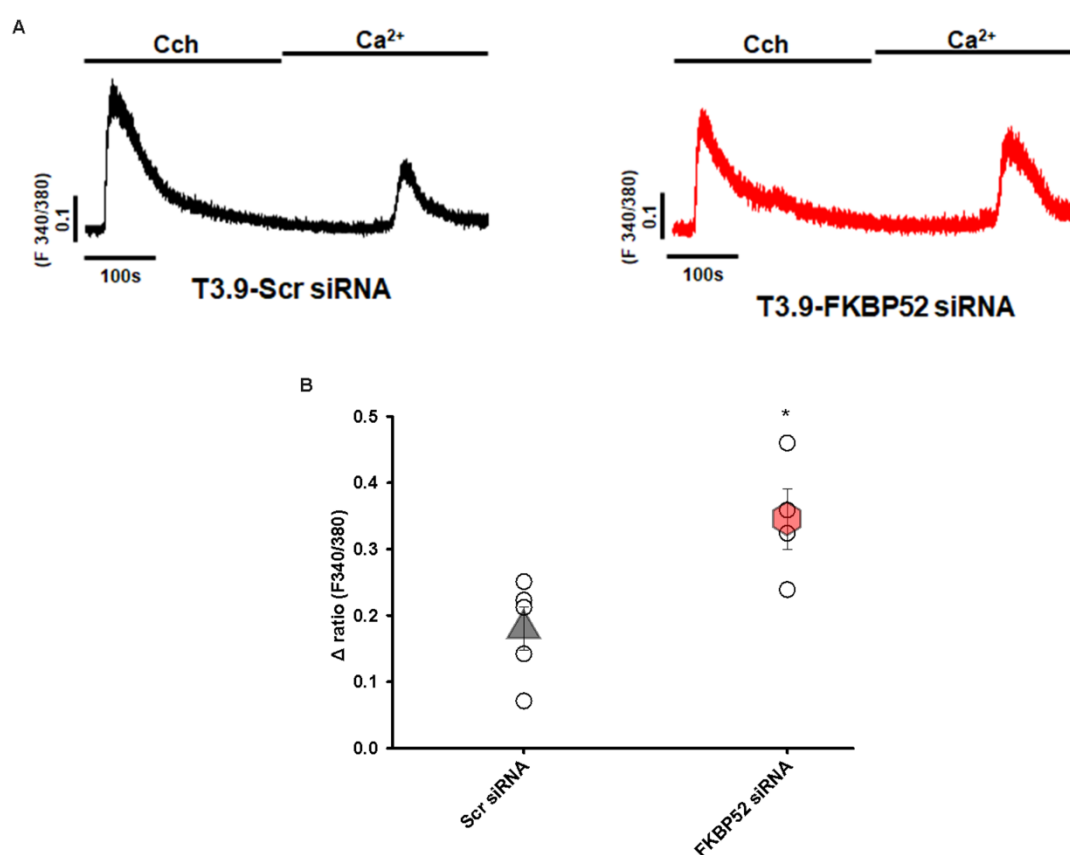 A
Cch Ca²⁺
(F 340/380)
0.1
100s
T3.9-Scr siRNA
Cch Ca²⁺
(F 340/380)
0.1
100s
T3.9-FKBP52 siRNA
B
Δ ratio (F340/380)
0.5
0.4
0.3
0.2
0.1
0.0
*
Scr siRNA
FKBP52 siRNA